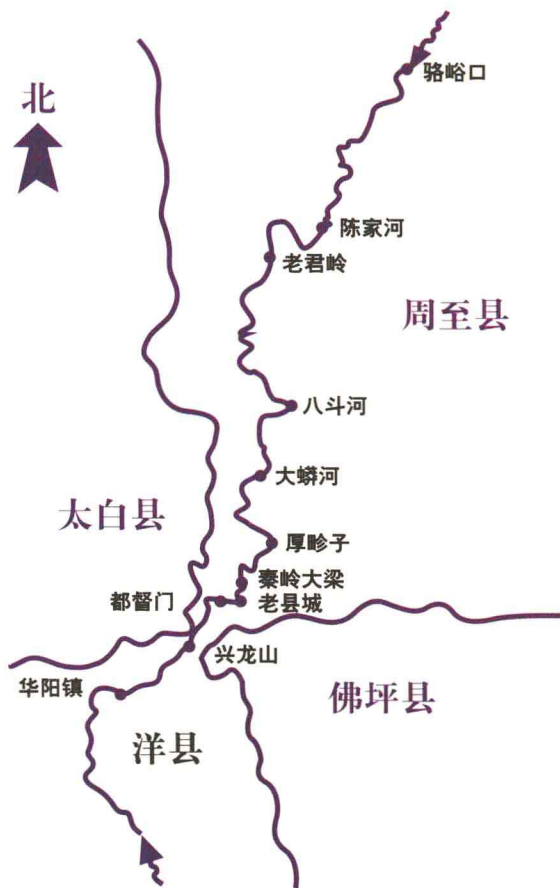 北
骆峪口
陈家河
老君岭
周至县
八斗河
大蟒河
太白县
厚畛子
秦岭大梁
都督门
老县城
兴龙山
华阳镇
佛坪县
洋县